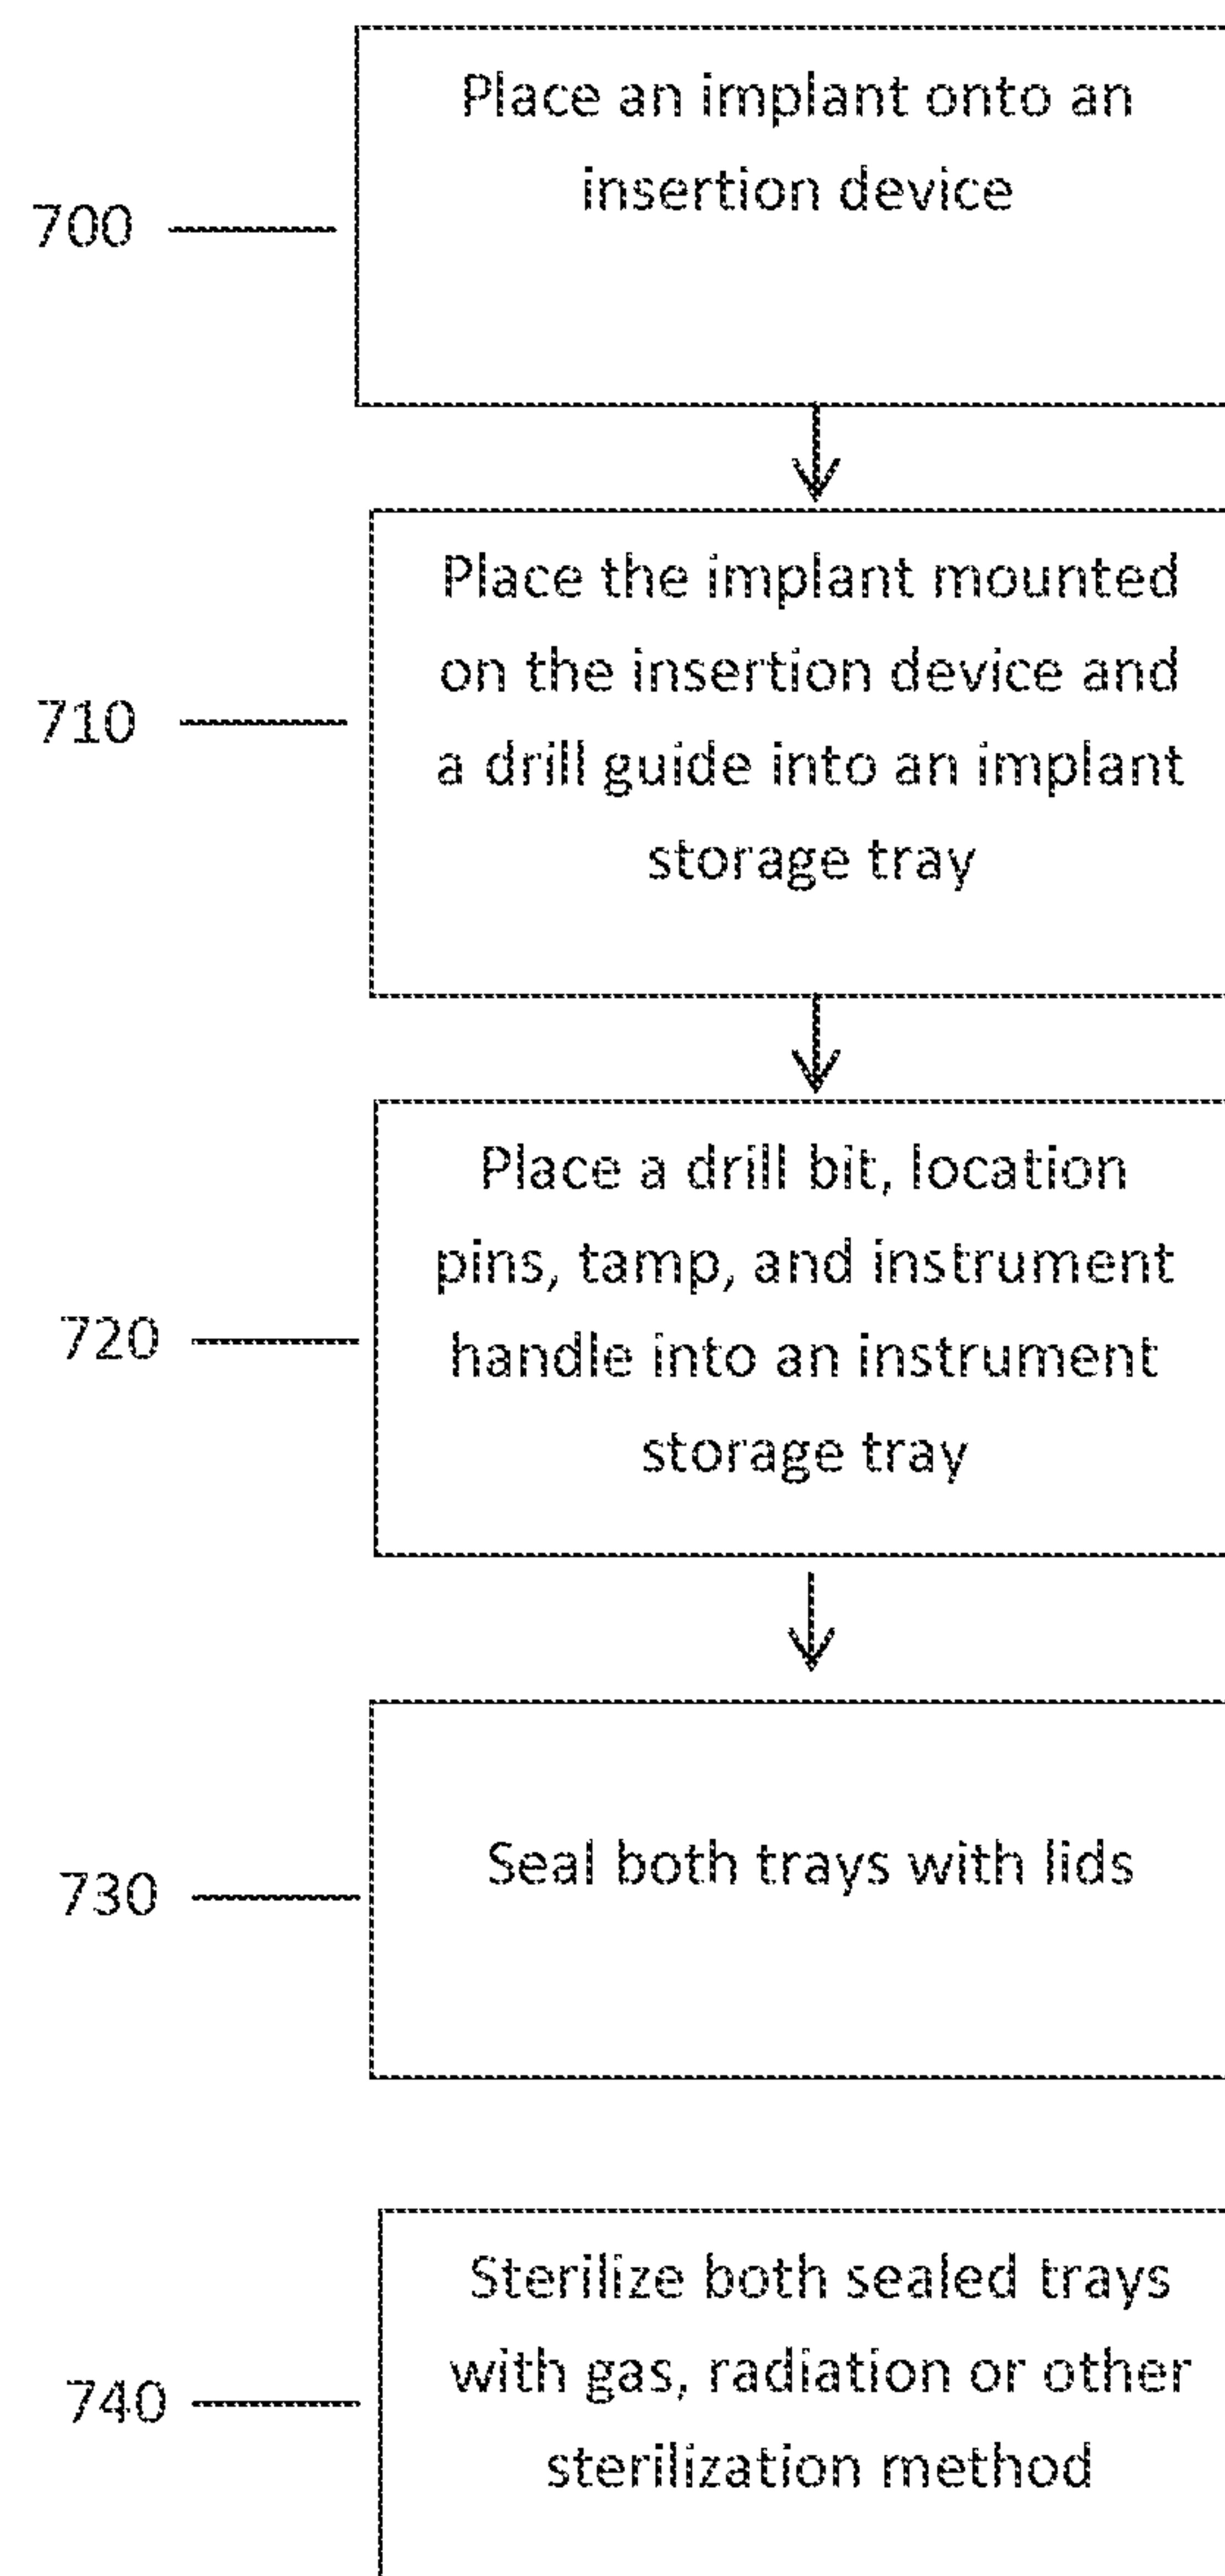 Place an implant onto an
insertion device
700
Place the implant mounted
on the insertion device and
710
a drill guide into an implant
storage tray
Place a drill bit, location
pins, tamp, and instrument
720
handle into an instrument
storage tray
730
Seal both trays with lids
Sterilize both sealed trays
740
with gas, radiation or other
sterilization method